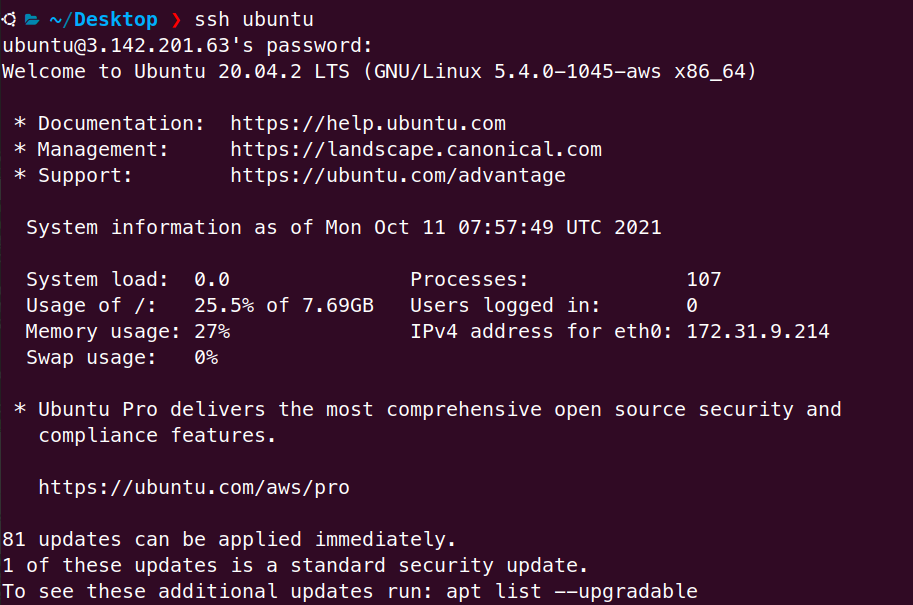 ~/Desktop ❯ ssh ubuntu
ubuntu@3.142.201.63's password:
Welcome to Ubuntu 20.04.2 LTS (GNU/Linux 5.4.0-1045-aws x86_64)
* Documentation:  https://help.ubuntu.com
* Management:     https://landscape.canonical.com
* Support:        https://ubuntu.com/advantage
System information as of Mon Oct 11 07:57:49 UTC 2021
System load:  0.0               Processes:             107
Usage of /:   25.5% of 7.69GB   Users logged in:       0
Memory usage: 27%               IPv4 address for eth0: 172.31.9.214
Swap usage:   0%
* Ubuntu Pro delivers the most comprehensive open source security and
compliance features.
https://ubuntu.com/aws/pro
81 updates can be applied immediately.
1 of these updates is a standard security update.
To see these additional updates run: apt list --upgradable